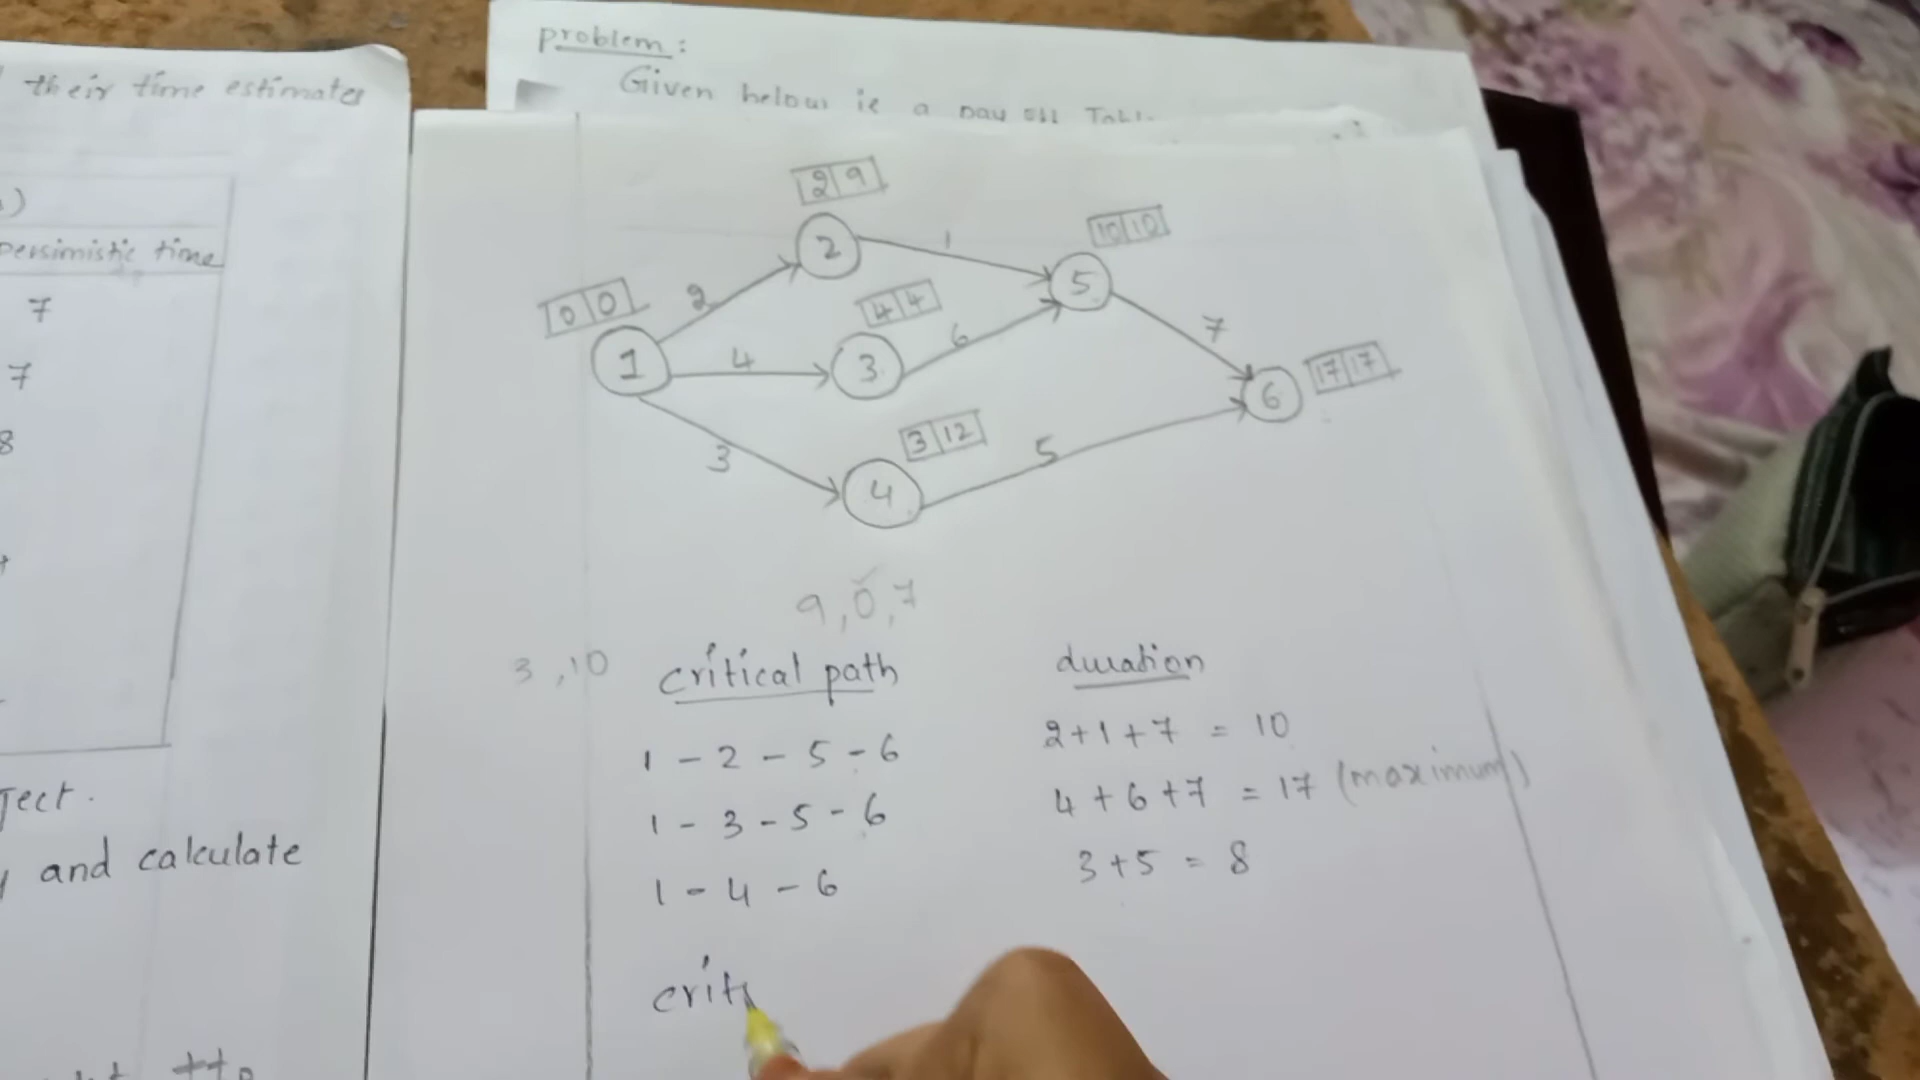 their time estimates
persimistic time
7
7
8
ject.
and calculate
problem:
Given below is a pay off Table
2 9
2
10 10
1
5
0 0
2
4 4
6
7
1
4
3
17 17
6
3 12
3
5
4
9, 0, 7
3, 10
critical path duration
1 - 2 - 5 - 6 2+1+7 = 10
1 - 3 - 5 - 6 4+6+7 = 17 (maximum)
1 - 4 - 6 3+5 = 8
criti